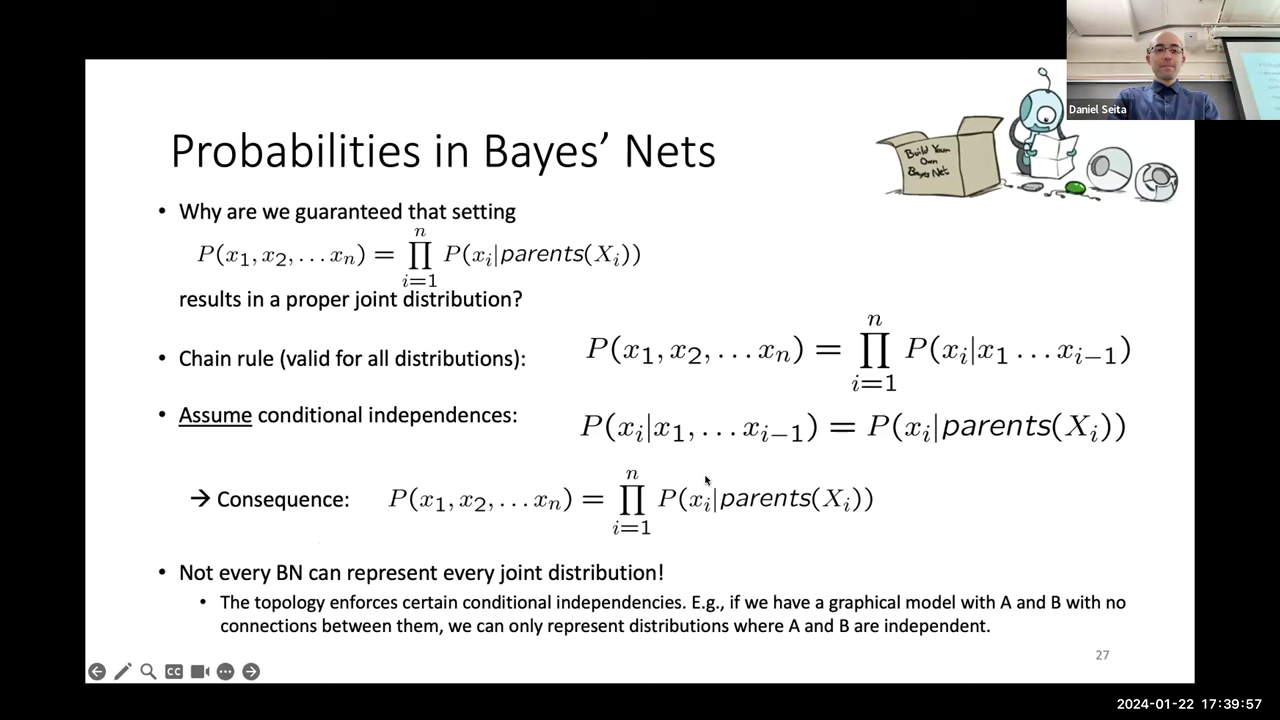 Daniel Seita
Build Your
Own
Bayes Net
Probabilities in Bayes’ Nets
• Why are we guaranteed that setting
P(x₁, x₂, . . . xₙ) = ∏ᵢ₌₁ⁿ P(xᵢ|parents(Xᵢ))
results in a proper joint distribution?
• Chain rule (valid for all distributions): P(x₁, x₂, . . . xₙ) = ∏ᵢ₌₁ⁿ P(xᵢ|x₁ . . . xᵢ₋₁)
• Assume conditional independences: P(xᵢ|x₁, . . . xᵢ₋₁) = P(xᵢ|parents(Xᵢ))
→ Consequence: P(x₁, x₂, . . . xₙ) = ∏ᵢ₌₁ⁿ P(xᵢ|parents(Xᵢ))
• Not every BN can represent every joint distribution!
• The topology enforces certain conditional independencies. E.g., if we have a graphical model with A and B with no
connections between them, we can only represent distributions where A and B are independent.
27
CC
2024-01-22 17:39:57